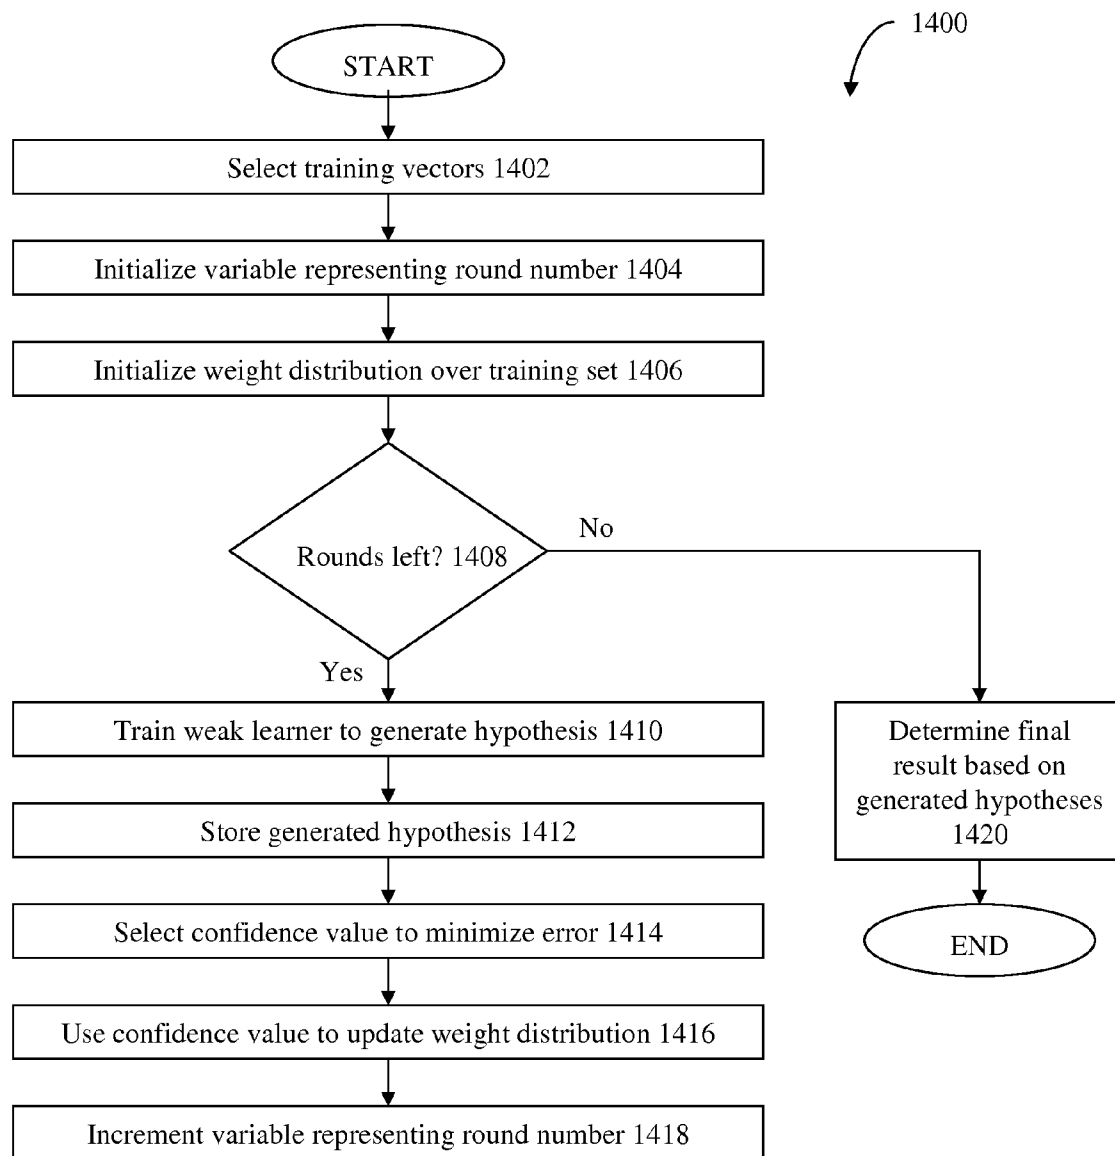 1400
START
Select training vectors 1402
Initialize variable representing round number 1404
Initialize weight distribution over training set 1406
Rounds left? 1408
No
Yes
Train weak learner to generate hypothesis 1410
Store generated hypothesis 1412
Select confidence value to minimize error 1414
Use confidence value to update weight distribution 1416
Increment variable representing round number 1418
Determine final
result based on
generated hypotheses
1420
END